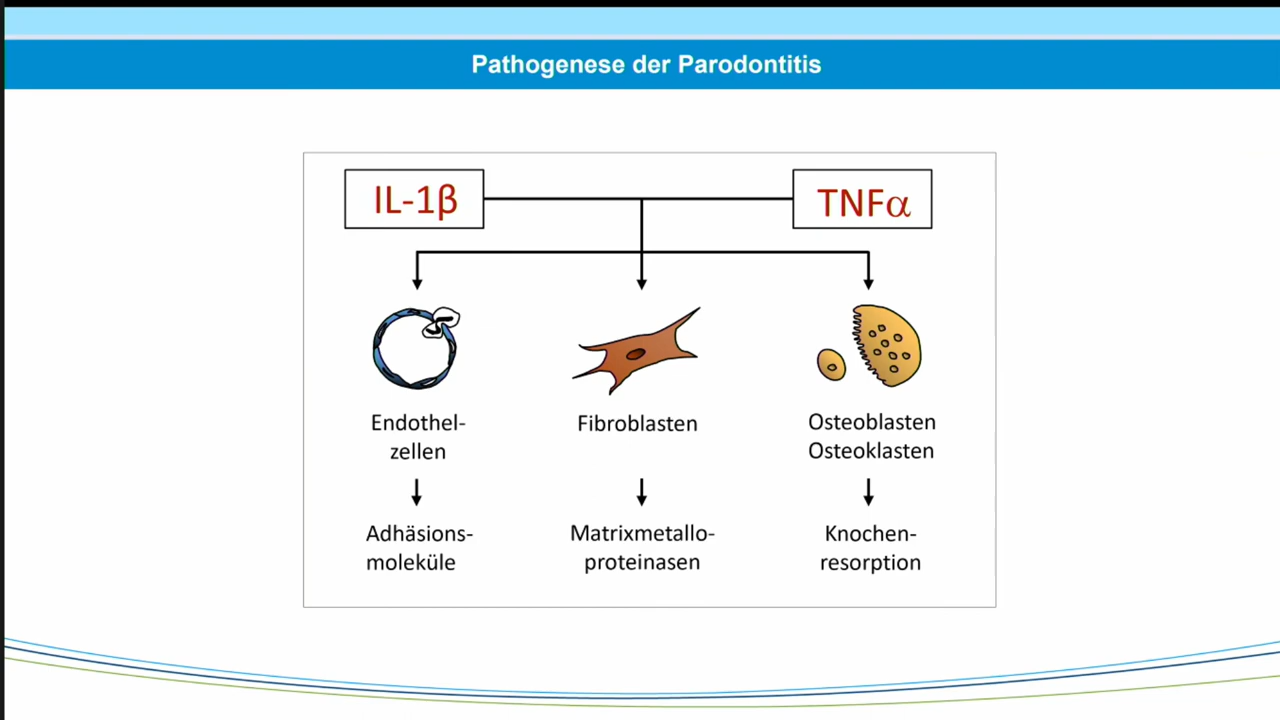 Pathogenese der Parodontitis
IL-1β
TNFα
Endothel-
zellen
Fibroblasten
Osteoblasten
Osteoklasten
Adhäsions-
moleküle
Matrixmetallo-
proteinasen
Knochen-
resorption